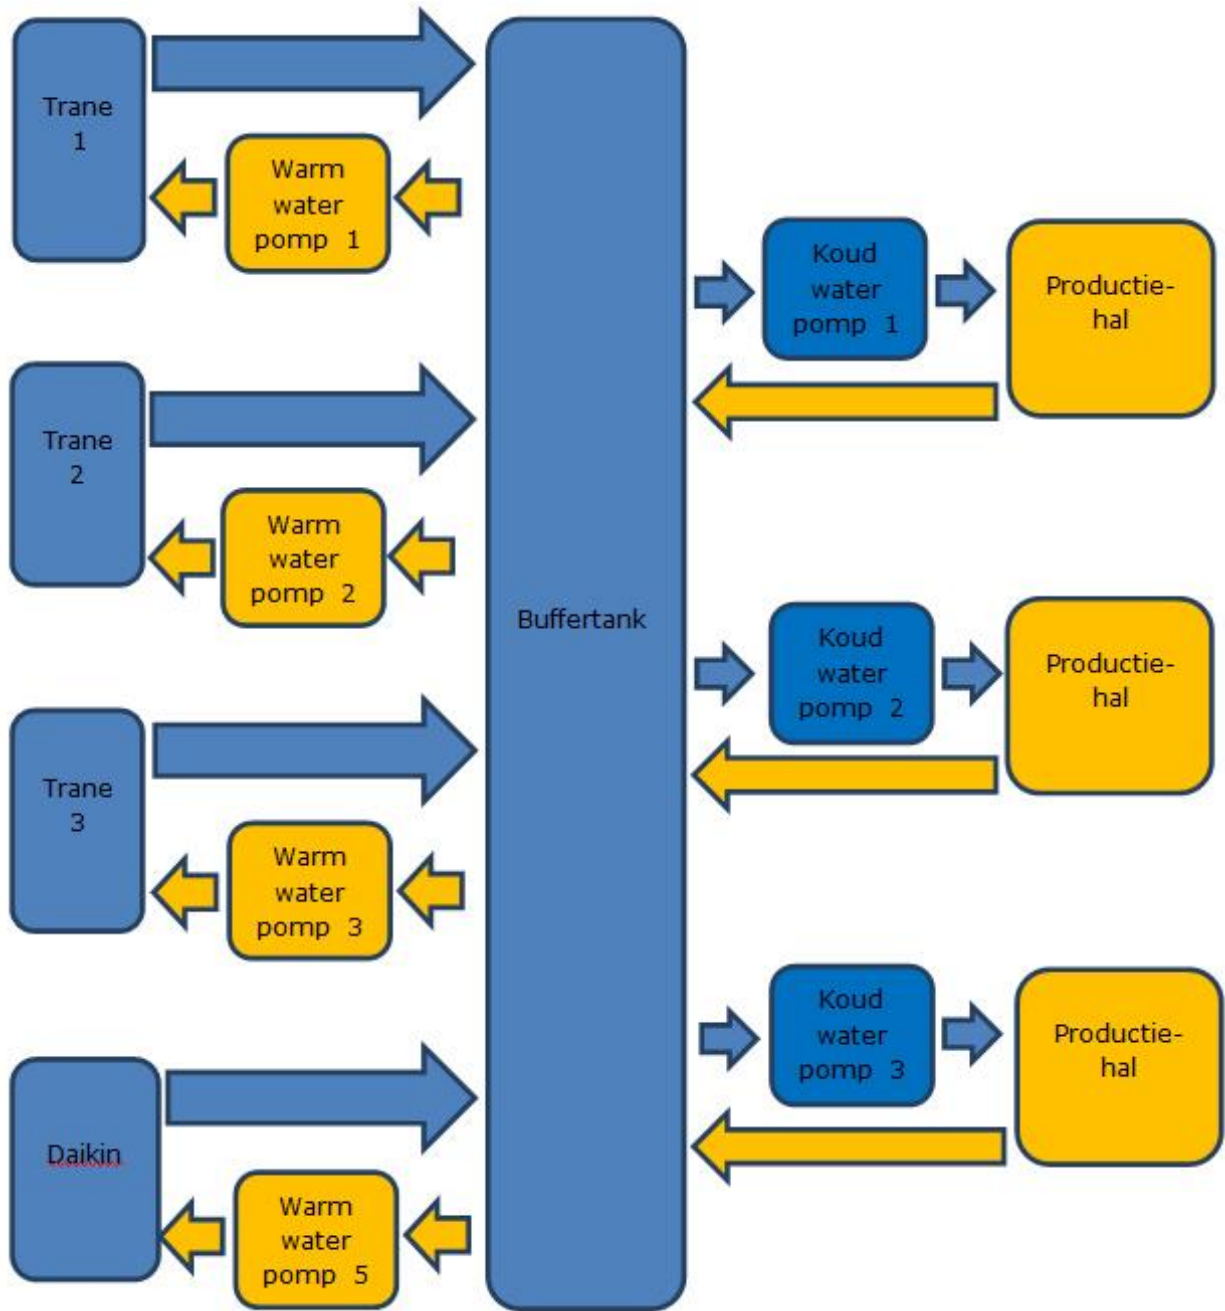 Trane
1
Warm
water
pomp 1
Trane
2
Warm
water
pomp 2
Trane
3
Warm
water
pomp 3
Daikin
Warm
water
pomp 5
Buffertank
Koud
water
pomp 1
Productie-
hal
Koud
water
pomp 2
Productie-
hal
Koud
water
pomp 3
Productie-
hal